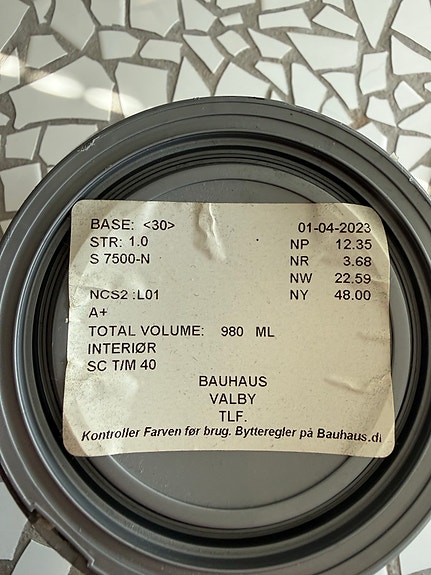 BASE: <30> 01-04-2023
STR: 1.0 NP 12.35
S 7500-N NR 3.68
NW 22.59
NCS2 :L01 NY 48.00
A+
TOTAL VOLUME: 980 ML
INTERIØR
SC T/M 40
BAUHAUS
VALBY
TLF.
Kontroller Farven før brug. Bytteregler på Bauhaus.d